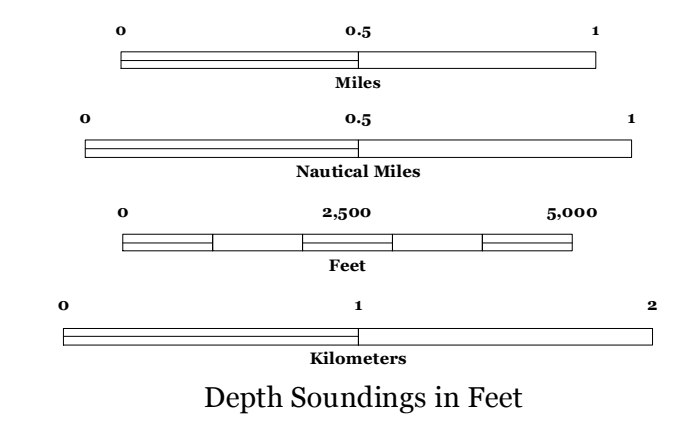 0 0.5 1
Miles
0 0.5 1
Nautical Miles
0 2,500 5,000
Feet
0 1 2
Kilometers
Depth Soundings in Feet